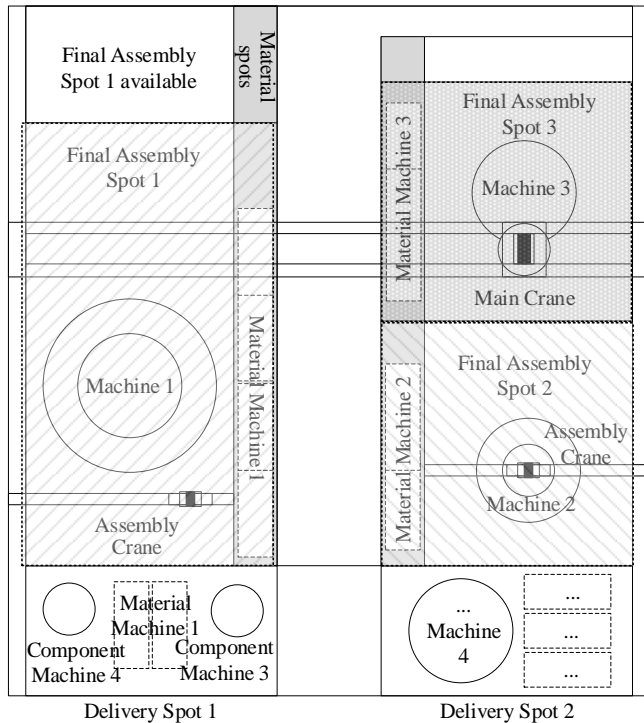 Final Assembly
Spot 1 available
Material
spots
Final Assembly
Spot 1
Material Machine 3
Final Assembly
Spot 3
Machine 3
Main Crane
Machine 1
Material Machine 1
Material Machine 2
Final Assembly
Spot 2
Assembly
Crane
Machine 2
Assembly
Crane
Material
Machine 1
Component
Machine 4
Component
Machine 3
...
Machine
4
...
...
...
Delivery Spot 1
Delivery Spot 2